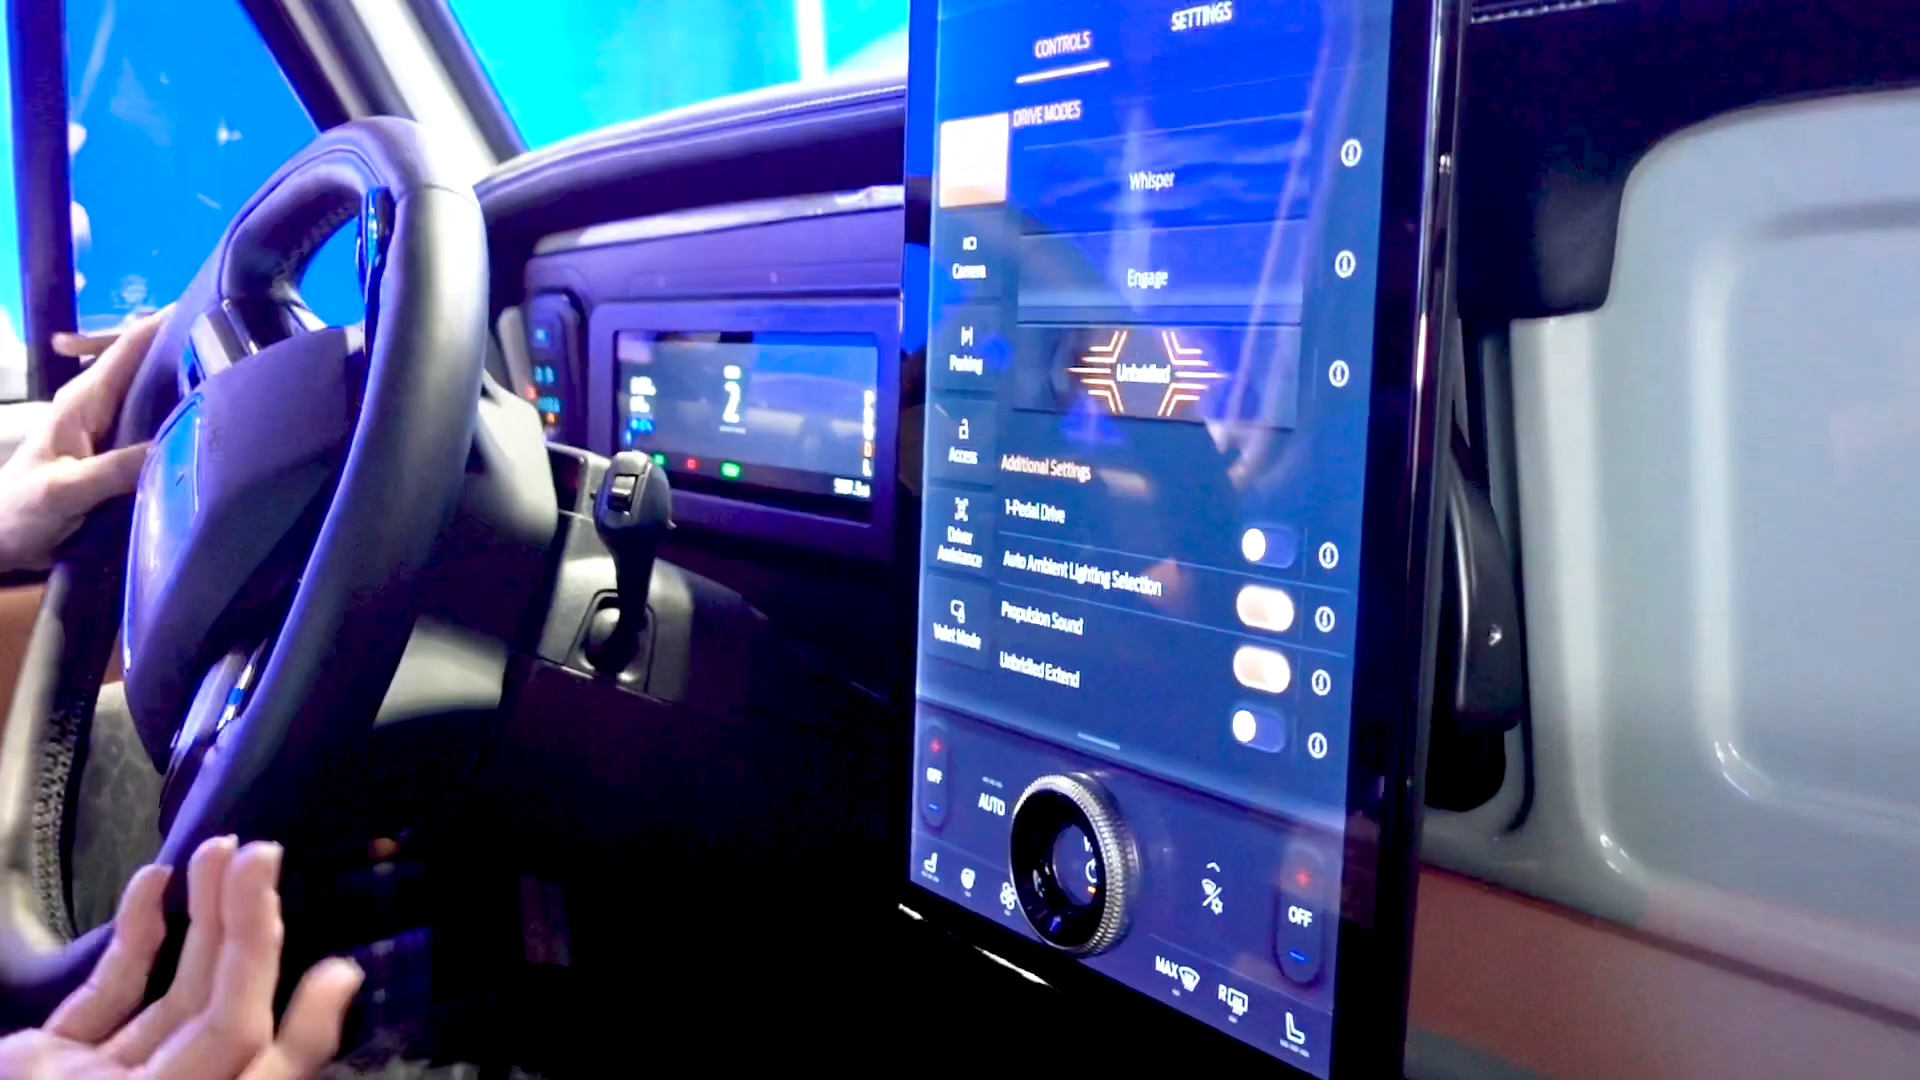 SETTINGS
CONTROLS
DRIVE MODES
Whisper
Engage
Unbridled
Camera
Parking
Access
Driver
Assistance
Valet Mode
Additional Settings
1-Pedal Drive
Auto Ambient Lighting Selection
Propulsion Sound
Unbridled Extend
2
OFF
AUTO
OFF
MAX
R